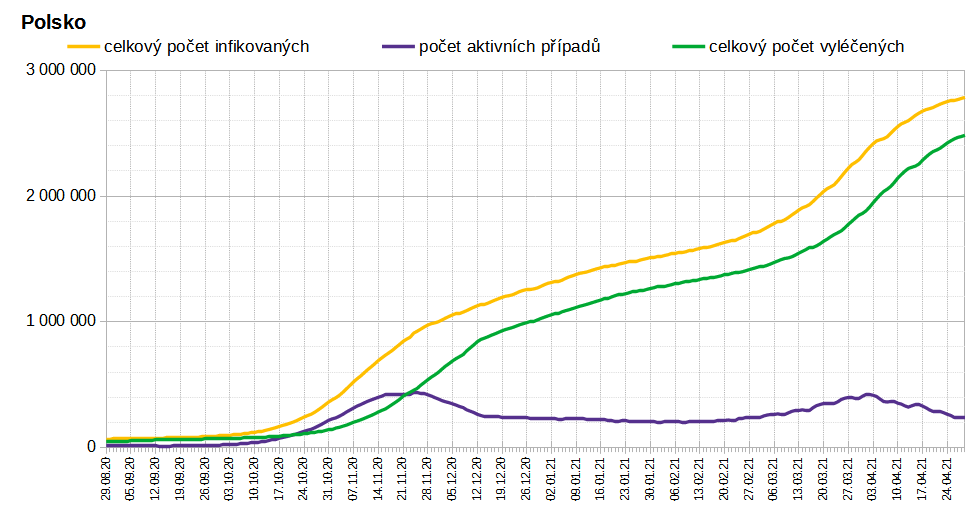 Polsko
celkový počet infikovaných počet aktivních případů celkový počet vyléčených
3 000 000
2 000 000
1 000 000
0
29.08.20 05.09.20 12.09.20 19.09.20 26.09.20 03.10.20 10.10.20 17.10.20 24.10.20 31.10.20 07.11.20 14.11.20 21.11.20 28.11.20 05.12.20 12.12.20 19.12.20 26.12.20 02.01.21 09.01.21 16.01.21 23.01.21 30.01.21 06.02.21 13.02.21 20.02.21 27.02.21 06.03.21 13.03.21 20.03.21 27.03.21 03.04.21 10.04.21 17.04.21 24.04.21